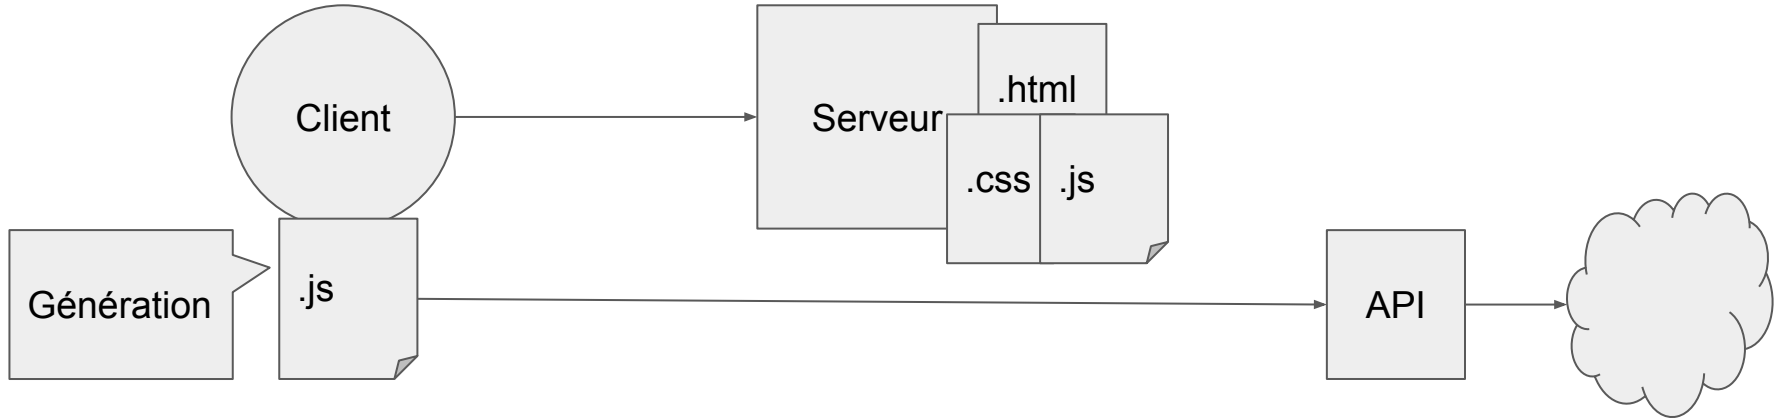 Client
Serveur
.html
.css
.js
Génération
.js
API